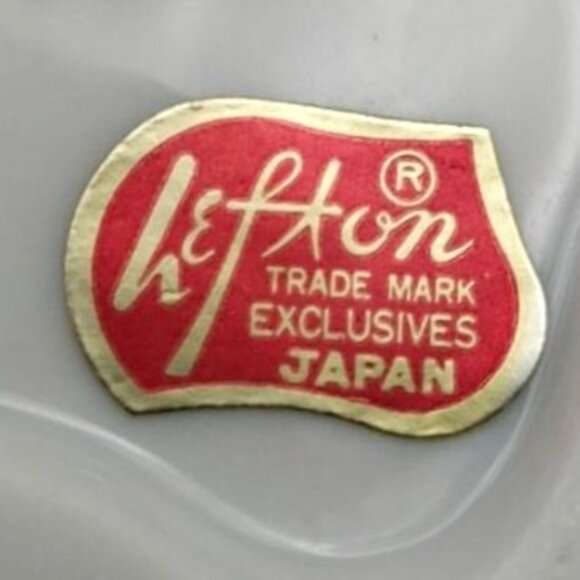 ®
Lefton
TRADE MARK
EXCLUSIVES
JAPAN